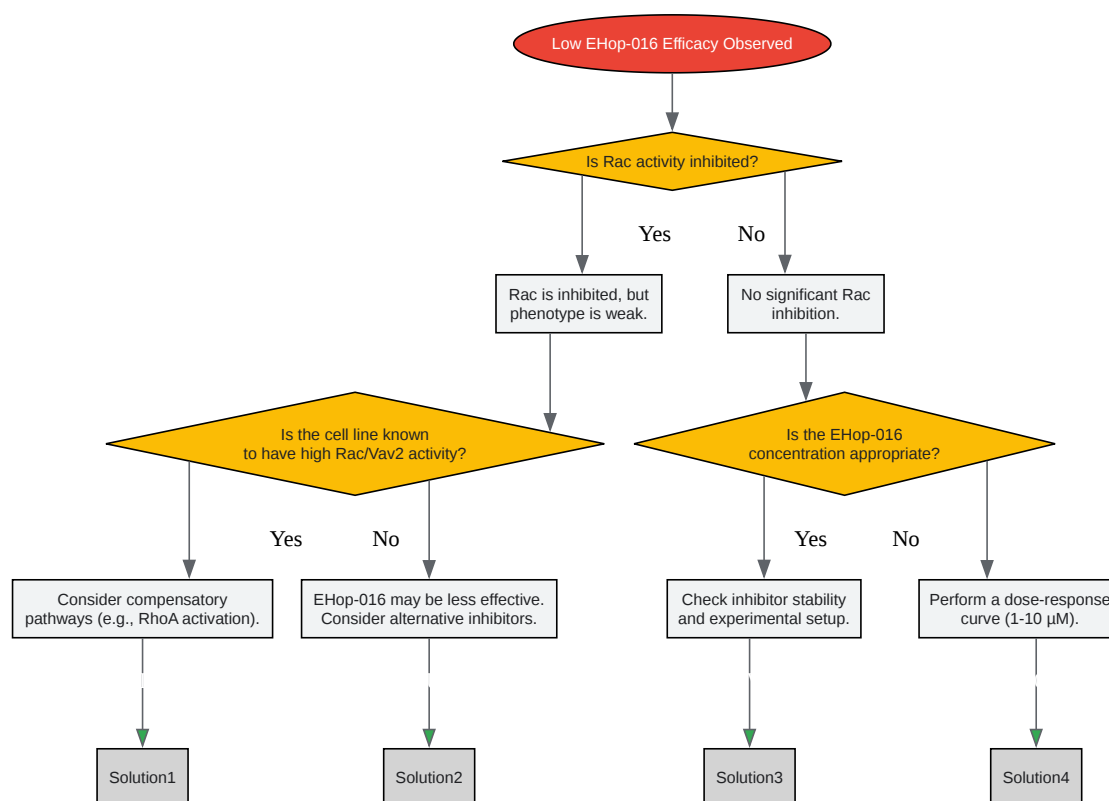 Low EHop-016 Efficacy Observed
Is Rac activity inhibited?
Yes
No
Rac is inhibited, but
phenotype is weak.
No significant Rac
inhibition.
Is the cell line known
to have high Rac/Vav2 activity?
Is the EHop-016
concentration appropriate?
Yes
No
Yes
No
Consider compensatory
pathways (e.g., RhoA activation).
EHop-016 may be less effective.
Consider alternative inhibitors.
Check inhibitor stability
and experimental setup.
Perform a dose-response
curve (1-10 µM).
Solution1
Solution2
Solution3
Solution4